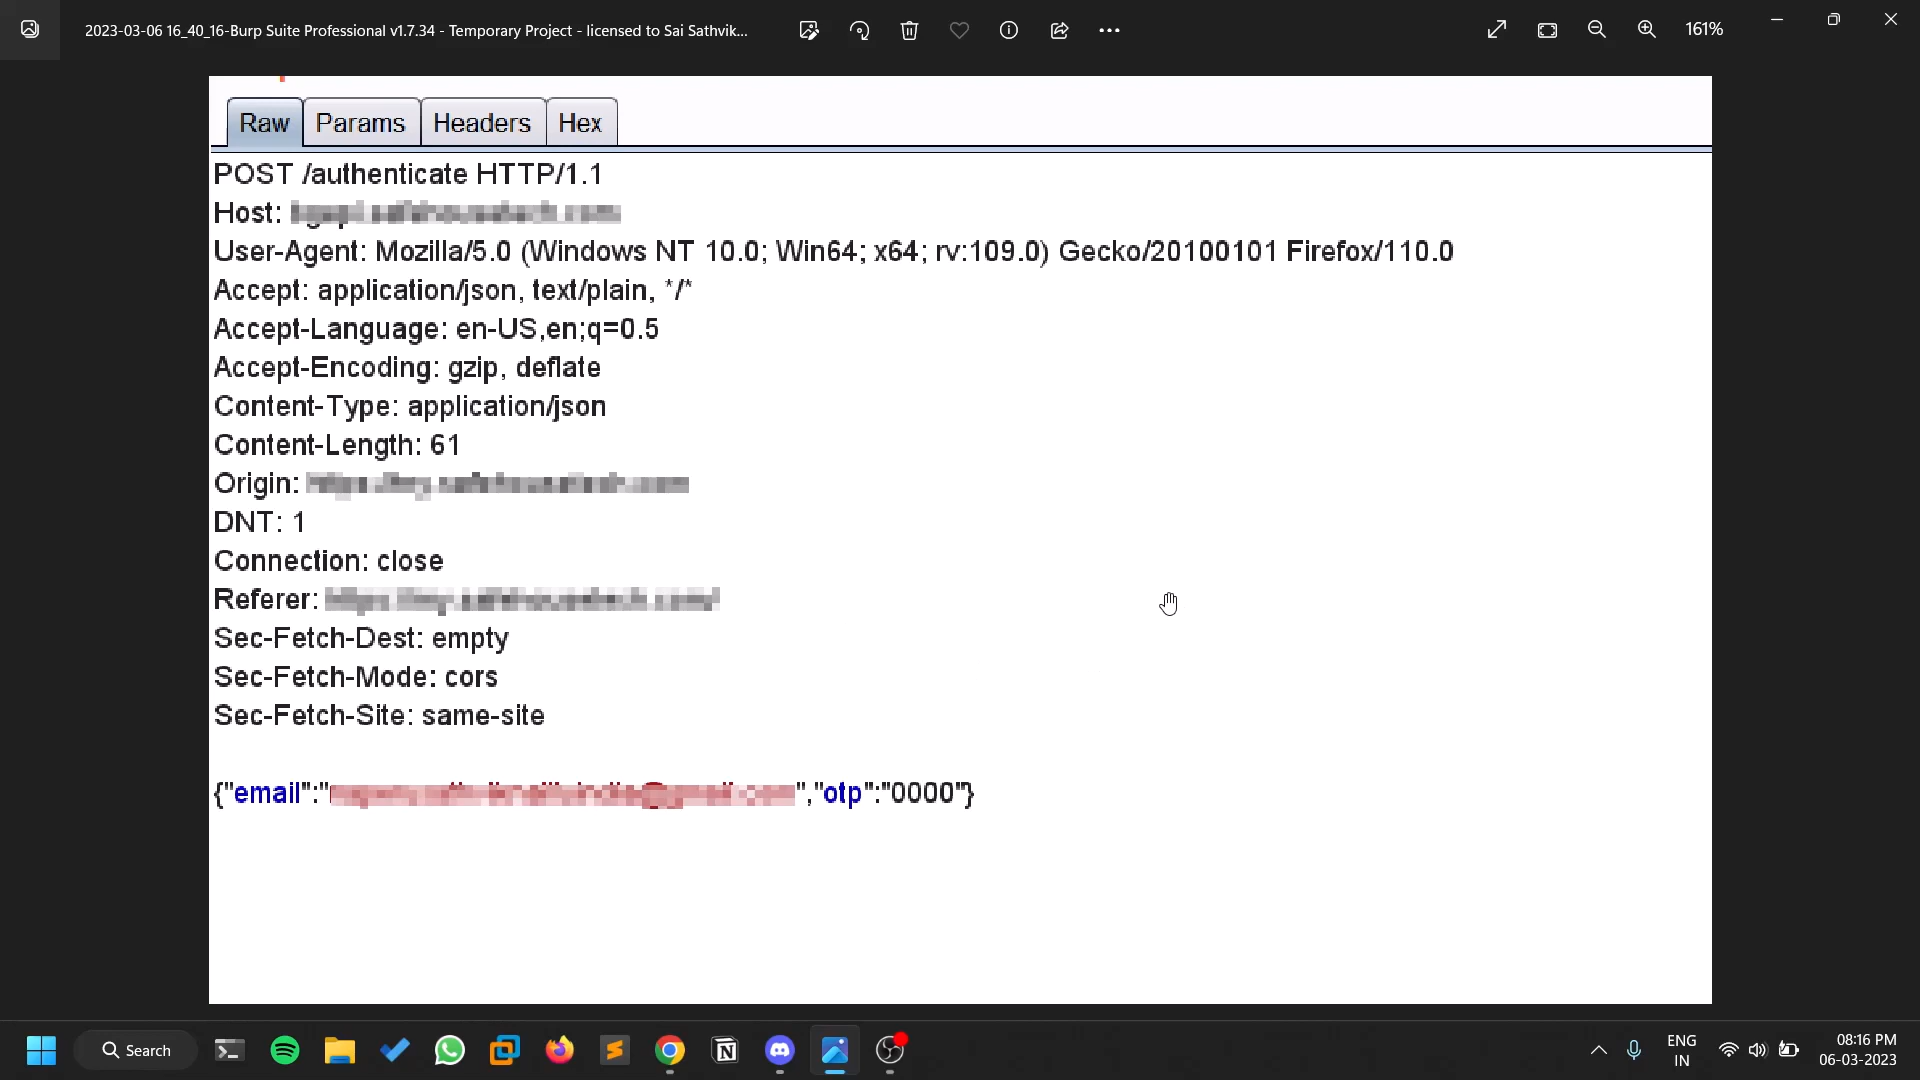 2023-03-06 16_40_16-Burp Suite Professional v1.7.34 - Temporary Project - licensed to Sai Sathvik...
161%
Raw Params Headers Hex
POST /authenticate HTTP/1.1
Host:
User-Agent: Mozilla/5.0 (Windows NT 10.0; Win64; x64; rv:109.0) Gecko/20100101 Firefox/110.0
Accept: application/json, text/plain, */*
Accept-Language: en-US,en;q=0.5
Accept-Encoding: gzip, deflate
Content-Type: application/json
Content-Length: 61
Origin:
DNT: 1
Connection: close
Referer:
Sec-Fetch-Dest: empty
Sec-Fetch-Mode: cors
Sec-Fetch-Site: same-site
{"email":"","otp":"0000"}
Search
ENG
IN
08:16 PM
06-03-2023